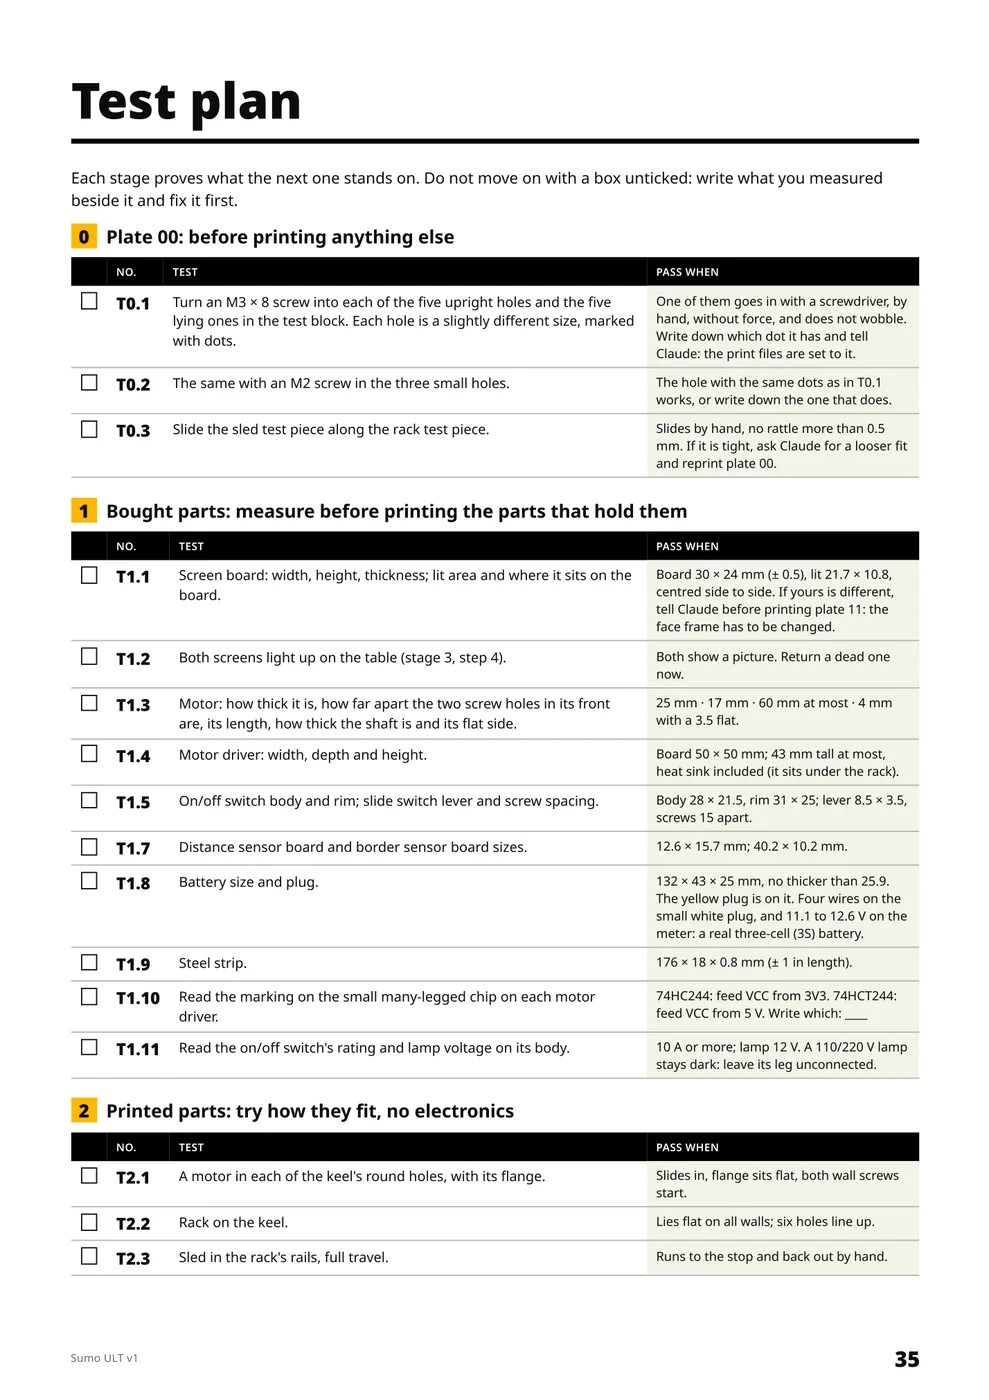 Test plan
Each stage proves what the next one stands on. Do not move on with a box unticked: write what you measured
beside it and fix it first.
0 Plate 00: before printing anything else
NO. TEST PASS WHEN
T0.1 Turn an M3 × 8 screw into each of the five upright holes and the five
lying ones in the test block. Each hole is a slightly different size, marked
with dots.
One of them goes in with a screwdriver, by
hand, without force, and does not wobble.
Write down which dot it has and tell
Claude: the print files are set to it.
T0.2 The same with an M2 screw in the three small holes.
The hole with the same dots as in T0.1
works, or write down the one that does.
T0.3 Slide the sled test piece along the rack test piece.
Slides by hand, no rattle more than 0.5
mm. If it is tight, ask Claude for a looser fit
and reprint plate 00.
1 Bought parts: measure before printing the parts that hold them
NO. TEST PASS WHEN
T1.1 Screen board: width, height, thickness; lit area and where it sits on the
board.
Board 30 × 24 mm (± 0.5), lit 21.7 × 10.8,
centred side to side. If yours is different,
tell Claude before printing plate 11: the
face frame has to be changed.
T1.2 Both screens light up on the table (stage 3, step 4).
Both show a picture. Return a dead one
now.
T1.3 Motor: how thick it is, how far apart the two screw holes in its front
are, its length, how thick the shaft is and its flat side.
25 mm · 17 mm · 60 mm at most · 4 mm
with a 3.5 flat.
T1.4 Motor driver: width, depth and height.
Board 50 × 50 mm; 43 mm tall at most,
heat sink included (it sits under the rack).
T1.5 On/off switch body and rim; slide switch lever and screw spacing.
Body 28 × 21.5, rim 31 × 25; lever 8.5 × 3.5,
screws 15 apart.
T1.7 Distance sensor board and border sensor board sizes.
12.6 × 15.7 mm; 40.2 × 10.2 mm.
T1.8 Battery size and plug.
132 × 43 × 25 mm, no thicker than 25.9.
The yellow plug is on it. Four wires on the
small white plug, and 11.1 to 12.6 V on the
meter: a real three-cell (3S) battery.
T1.9 Steel strip.
176 × 18 × 0.8 mm (± 1 in length).
T1.10 Read the marking on the small many-legged chip on each motor
driver.
74HC244: feed VCC from 3V3. 74HCT244:
feed VCC from 5 V. Write which: ____
T1.11 Read the on/off switch's rating and lamp voltage on its body.
10 A or more; lamp 12 V. A 110/220 V lamp
stays dark: leave its leg unconnected.
2 Printed parts: try how they fit, no electronics
NO. TEST PASS WHEN
T2.1 A motor in each of the keel's round holes, with its flange.
Slides in, flange sits flat, both wall screws
start.
T2.2 Rack on the keel.
Lies flat on all walls; six holes line up.
T2.3 Sled in the rack's rails, full travel.
Runs to the stop and back out by hand.
Sumo ULT v1
35